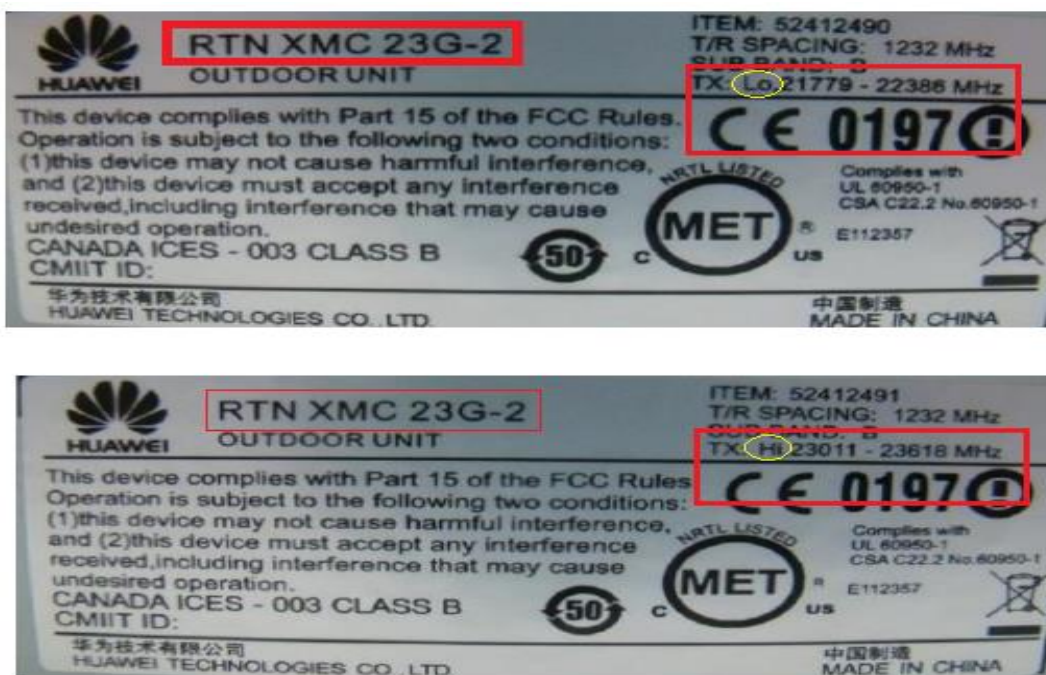 HUAWEI
RTN XMC 23G-2
OUTDOOR UNIT
ITEM: 52412490
T/R SPACING: 1232 MHz
SUB BAND: B
TX: Lo 21779 - 22386 MHz
This device complies with Part 15 of the FCC Rules.
Operation is subject to the following two conditions:
(1)this device may not cause harmful interference,
and (2)this device must accept any interference
received,including interference that may cause
undesired operation.
CANADA ICES - 003 CLASS B
CMIIT ID:
CE 0197
NRTL LISTED
MET
®
C US
50
Complies with
UL 60950-1
CSA C22.2 No.60950-1
E112357
华为技术有限公司
HUAWEI TECHNOLOGIES CO.,LTD.
中国制造
MADE IN CHINA
HUAWEI
RTN XMC 23G-2
OUTDOOR UNIT
ITEM: 52412491
T/R SPACING: 1232 MHz
SUB BAND: B
TX: Hi 23011 - 23618 MHz
This device complies with Part 15 of the FCC Rules
Operation is subject to the following two conditions:
(1)this device may not cause harmful interference,
and (2)this device must accept any interference
received,including interference that may cause
undesired operation.
CANADA ICES - 003 CLASS B
CMIIT ID:
CE 0197
NRTL LISTED
MET
®
C US
50
Complies with
UL 60950-1
CSA C22.2 No.60950-1
E112357
华为技术有限公司
HUAWEI TECHNOLOGIES CO.,LTD.
中国制造
MADE IN CHINA